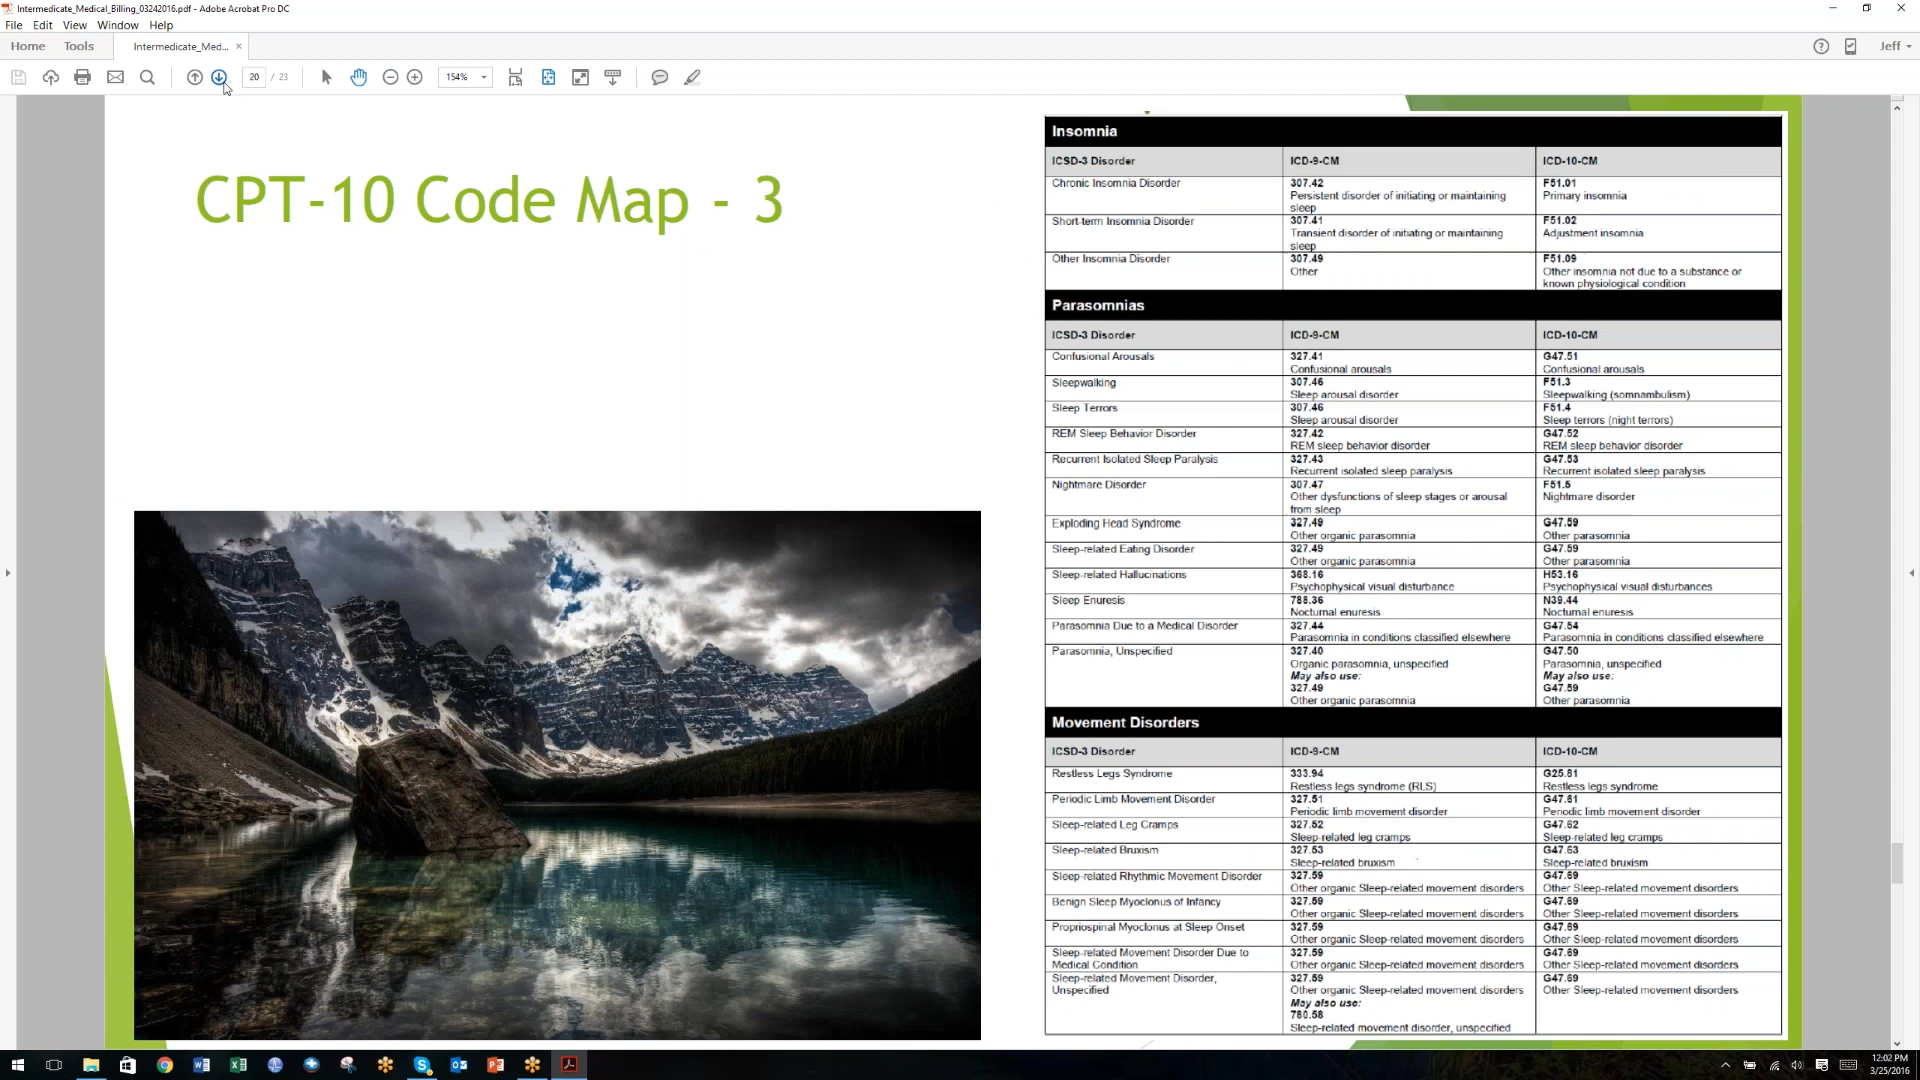 Intermedicate_Medical_Billing_03242016.pdf - Adobe Acrobat Pro DC
File Edit View Window Help
Home Tools Intermedicate_Med... × Jeff
20 / 23 154%
CPT-10 Code Map - 3
Insomnia
ICSD-3 Disorder ICD-9-CM ICD-10-CM
Chronic Insomnia Disorder 307.42 F51.01
Persistent disorder of initiating or maintaining Primary insomnia
sleep
Short-term Insomnia Disorder 307.41 F51.02
Transient disorder of initiating or maintaining Adjustment insomnia
sleep
Other Insomnia Disorder 307.49 F51.09
Other Other insomnia not due to a substance or
known physiological condition
Parasomnias
ICSD-3 Disorder ICD-9-CM ICD-10-CM
Confusional Arousals 327.41 G47.51
Confusional arousals Confusional arousals
Sleepwalking 307.46 F51.3
Sleep arousal disorder Sleepwalking (somnambulism)
Sleep Terrors 307.46 F51.4
Sleep arousal disorder Sleep terrors (night terrors)
REM Sleep Behavior Disorder 327.42 G47.52
REM sleep behavior disorder REM sleep behavior disorder
Recurrent Isolated Sleep Paralysis 327.43 G47.53
Recurrent isolated sleep paralysis Recurrent isolated sleep paralysis
Nightmare Disorder 307.47 F51.5
Other dysfunctions of sleep stages or arousal Nightmare disorder
from sleep
Exploding Head Syndrome 327.49 G47.59
Other organic parasomnia Other parasomnia
Sleep-related Eating Disorder 327.49 G47.59
Other organic parasomnia Other parasomnia
Sleep-related Hallucinations 368.16 H53.16
Psychophysical visual disturbance Psychophysical visual disturbances
Sleep Enuresis 788.36 N39.44
Nocturnal enuresis Nocturnal enuresis
Parasomnia Due to a Medical Disorder 327.44 G47.54
Parasomnia in conditions classified elsewhere Parasomnia in conditions classified elsewhere
Parasomnia, Unspecified 327.40 G47.50
Organic parasomnia, unspecified Parasomnia, unspecified
May also use: May also use:
327.49 G47.59
Other organic parasomnia Other parasomnia
Movement Disorders
ICSD-3 Disorder ICD-9-CM ICD-10-CM
Restless Legs Syndrome 333.94 G25.81
Restless legs syndrome (RLS) Restless legs syndrome
Periodic Limb Movement Disorder 327.51 G47.61
Periodic limb movement disorder Periodic limb movement disorder
Sleep-related Leg Cramps 327.52 G47.62
Sleep-related leg cramps Sleep-related leg cramps
Sleep-related Bruxism 327.53 G47.63
Sleep-related bruxism Sleep-related bruxism
Sleep-related Rhythmic Movement Disorder 327.59 G47.69
Other organic Sleep-related movement disorders Other Sleep-related movement disorders
Benign Sleep Myoclonus of Infancy 327.59 G47.69
Other organic Sleep-related movement disorders Other Sleep-related movement disorders
Propriospinal Myoclonus at Sleep Onset 327.59 G47.69
Other organic Sleep-related movement disorders Other Sleep-related movement disorders
Sleep-related Movement Disorder Due to 327.59 G47.69
Medical Condition Other organic Sleep-related movement disorders Other Sleep-related movement disorders
Sleep-related Movement Disorder, 327.59 G47.69
Unspecified Other organic Sleep-related movement disorders Other Sleep-related movement disorders
May also use:
780.58
Sleep-related movement disorder, unspecified
12:02 PM
3/25/2016